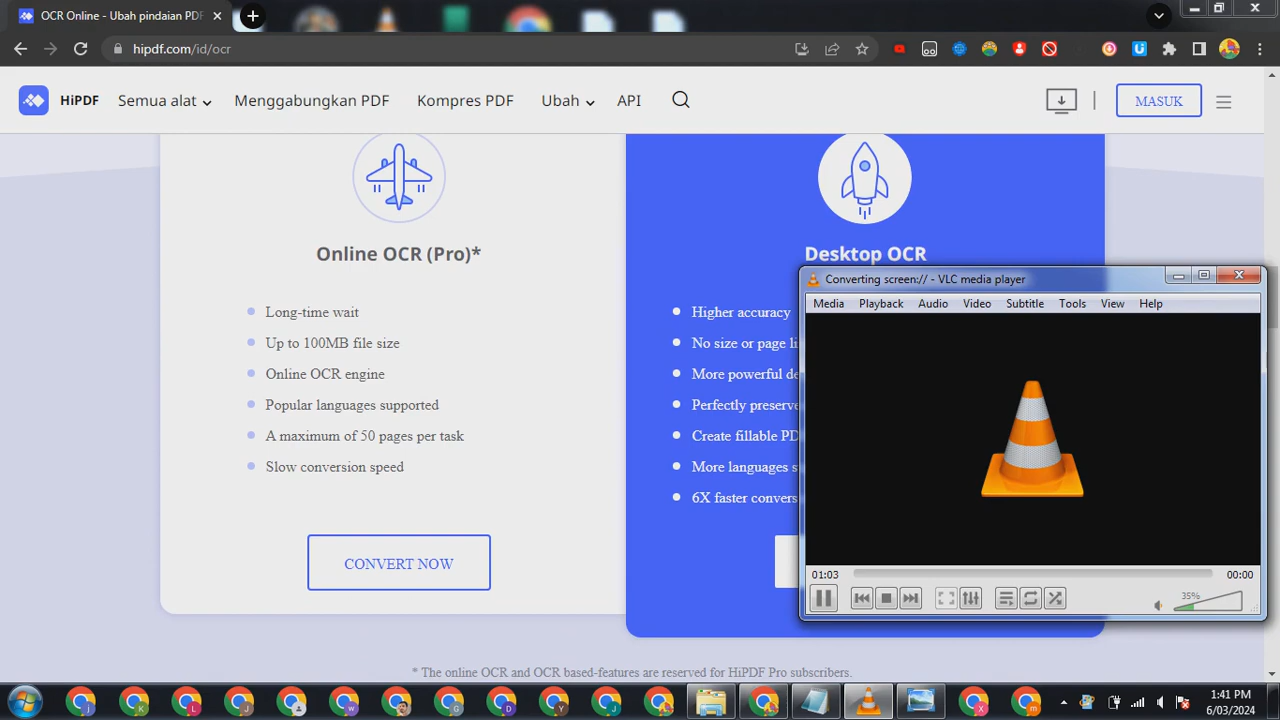 OCR Online - Ubah pindaian PDF
hipdf.com/id/ocr
HiPDF Semua alat Menggabungkan PDF Kompres PDF Ubah API MASUK
Online OCR (Pro)*
Long-time wait
Up to 100MB file size
Online OCR engine
Popular languages supported
A maximum of 50 pages per task
Slow conversion speed
CONVERT NOW
Desktop OCR
Higher accuracy
No size or page li
More powerful de
Perfectly preserve
Create fillable PD
More languages s
6X faster convers
* The online OCR and OCR based-features are reserved for HiPDF Pro subscribers.
Converting screen:// - VLC media player
Media Playback Audio Video Subtitle Tools View Help
01:03 00:00
35%
1:41 PM
6/03/2024